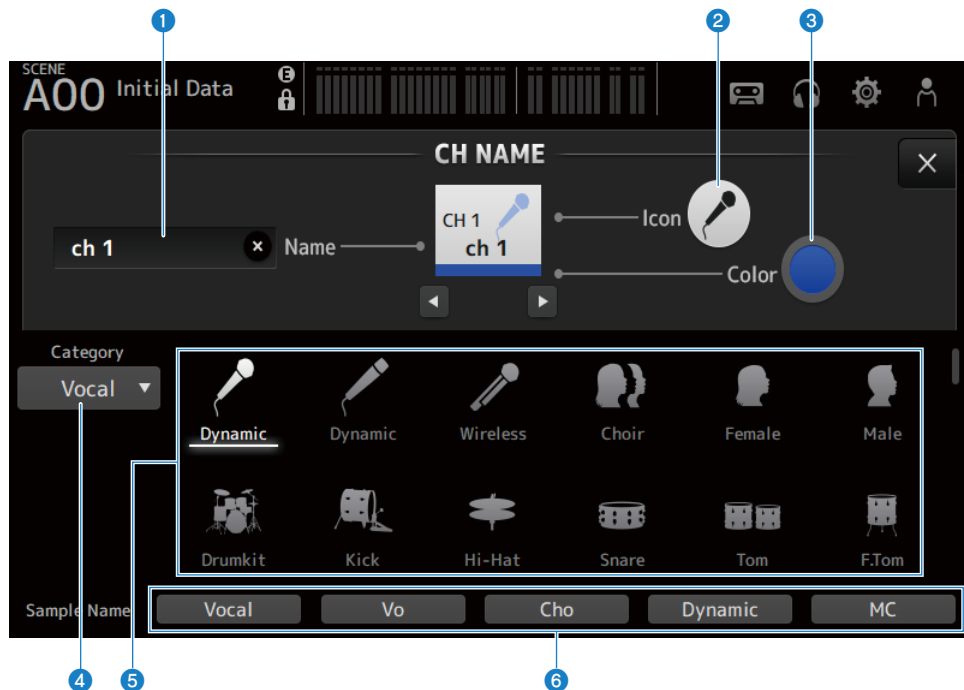 1 2 3
SCENE
A00 Initial Data E
CH NAME
CH 1
ch 1
Icon
ch 1 Name
Color
Category
Vocal
Dynamic Dynamic Wireless Choir Female Male
Drumkit Kick Hi-Hat Snare Tom F.Tom
Sample Name Vocal Vo Cho Dynamic MC
4 5 6